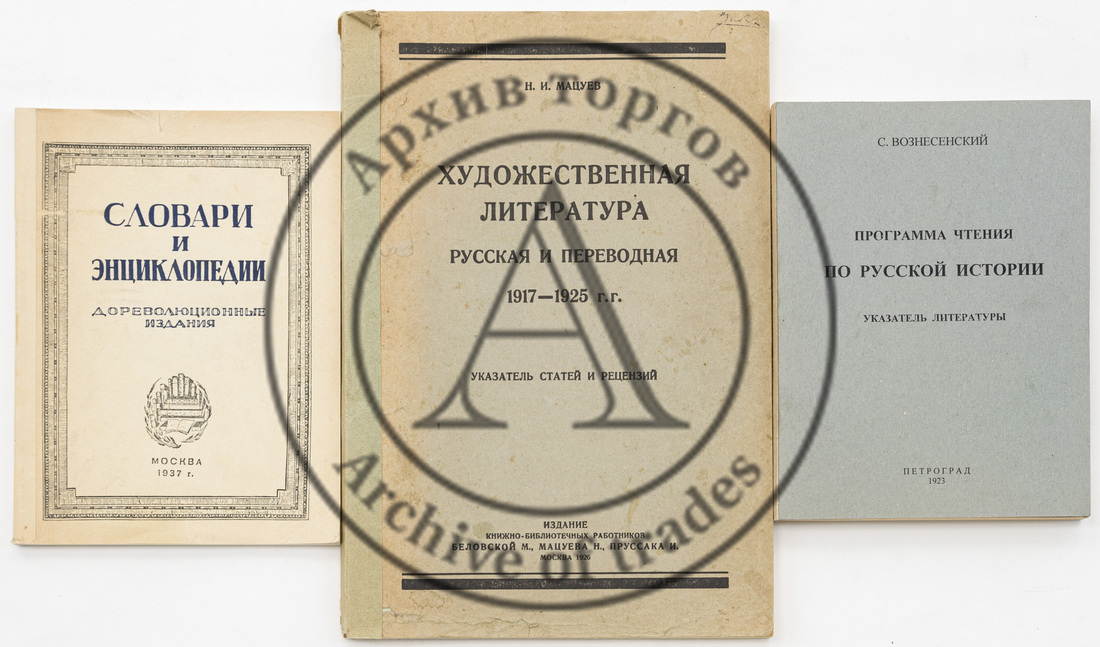 СЛОВАРИ
И
ЭНЦИКЛОПЕДИИ
ДОРЕВОЛЮЦИОННЫЕ
ИЗДАНИЯ
МОСКВА
1937 г.
Н. И. МАЦУЕВ
ХУДОЖЕСТВЕННАЯ
ЛИТЕРАТУРА
РУССКАЯ И ПЕРЕВОДНАЯ
1917—1925 г.г.
УКАЗАТЕЛЬ СТАТЕЙ И РЕЦЕНЗИЙ
ИЗДАНИЕ
КНИЖНО-БИБЛИОТЕЧНЫХ РАБОТНИКОВ
БЕЛОВСКОЙ М., МАЦУЕВА Н., ПРУССАКА И.
МОСКВА 1926
С. ВОЗНЕСЕНСКИЙ
ПРОГРАММА ЧТЕНИЯ
ПО РУССКОЙ ИСТОРИИ
УКАЗАТЕЛЬ ЛИТЕРАТУРЫ
ПЕТРОГРАД
1923
Архив торгов
А
Archive of trades